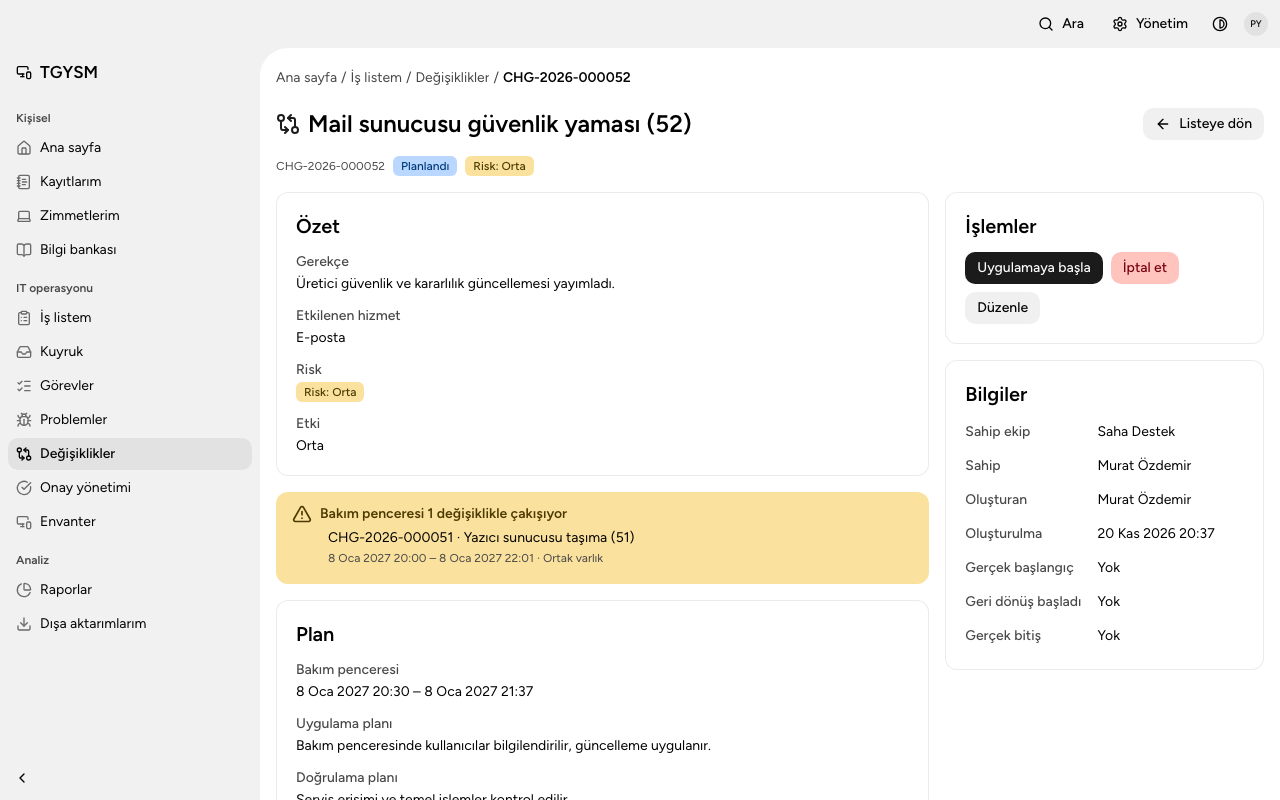 Ara
Yönetim
PY
TGYSM
Kişisel
Ana sayfa
Kayıtlarım
Zimmetlerim
Bilgi bankası
IT operasyonu
İş listem
Kuyruk
Görevler
Problemler
Değişiklikler
Onay yönetimi
Envanter
Analiz
Raporlar
Dışa aktarımlarım
Ana sayfa / İş listem / Değişiklikler / CHG-2026-000052
Mail sunucusu güvenlik yaması (52)
Listeye dön
CHG-2026-000052 Planlandı Risk: Orta
Özet
Gerekçe
Üretici güvenlik ve kararlılık güncellemesi yayımladı.
Etkilenen hizmet
E-posta
Risk
Risk: Orta
Etki
Orta
Bakım penceresi 1 değişiklikle çakışıyor
CHG-2026-000051 · Yazıcı sunucusu taşıma (51)
8 Oca 2027 20:00 – 8 Oca 2027 22:01 · Ortak varlık
Plan
Bakım penceresi
8 Oca 2027 20:30 – 8 Oca 2027 21:37
Uygulama planı
Bakım penceresinde kullanıcılar bilgilendirilir, güncelleme uygulanır.
Doğrulama planı
Servis erişimi ve temel işlemler kontrol edilir.
İşlemler
Uygulamaya başla
İptal et
Düzenle
Bilgiler
Sahip ekip Saha Destek
Sahip Murat Özdemir
Oluşturan Murat Özdemir
Oluşturulma 20 Kas 2026 20:37
Gerçek başlangıç Yok
Geri dönüş başladı Yok
Gerçek bitiş Yok